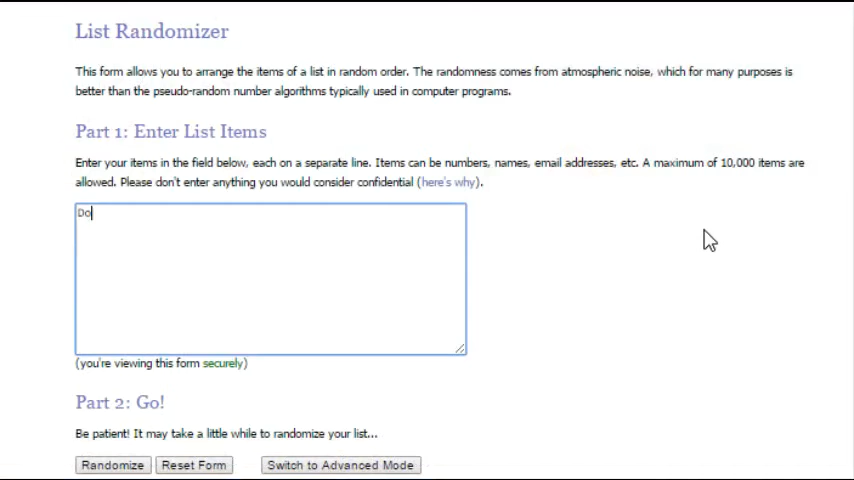 List Randomizer
This form allows you to arrange the items of a list in random order. The randomness comes from atmospheric noise, which for many purposes is
better than the pseudo-random number algorithms typically used in computer programs.
Part 1: Enter List Items
Enter your items in the field below, each on a separate line. Items can be numbers, names, email addresses, etc. A maximum of 10,000 items are
allowed. Please don't enter anything you would consider confidential (here's why).
Do
(you're viewing this form securely)
Part 2: Go!
Be patient! It may take a little while to randomize your list...
Randomize Reset Form Switch to Advanced Mode